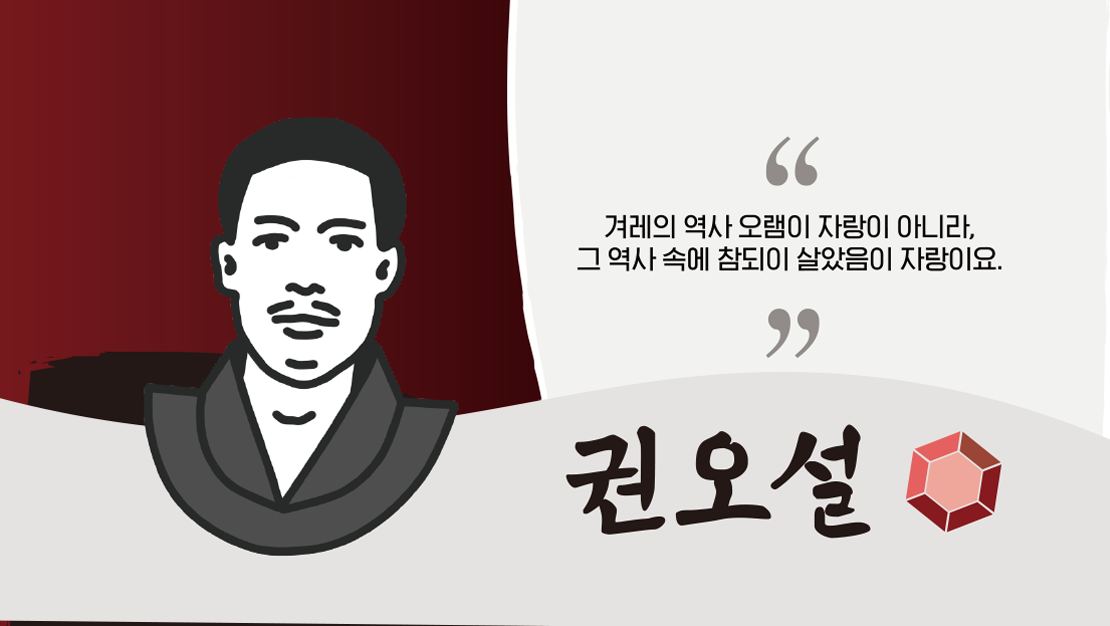 “
겨레의 역사 오램이 자랑이 아니라,
그 역사 속에 참되이 살았음이 자랑이요.
”
권오설